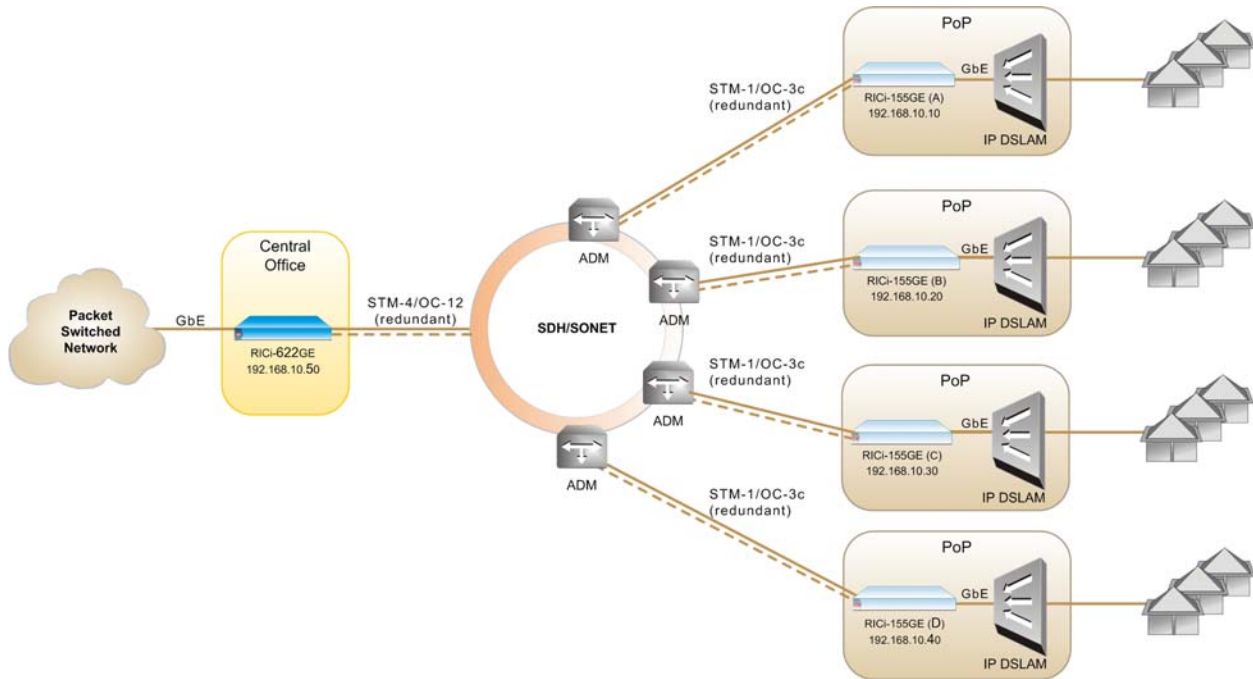 Packet
Switched
Network
GbE
Central
Office
RICi-622GE
192.168.10.50
STM-4/OC-12
(redundant)
SDH/SONET
ADM
ADM
ADM
ADM
STM-1/OC-3c
(redundant)
PoP
RICi-155GE (A)
192.168.10.10
GbE
IP DSLAM
STM-1/OC-3c
(redundant)
PoP
RICi-155GE (B)
192.168.10.20
GbE
IP DSLAM
STM-1/OC-3c
(redundant)
PoP
RICi-155GE (C)
192.168.10.30
GbE
IP DSLAM
STM-1/OC-3c
(redundant)
PoP
RICi-155GE (D)
192.168.10.40
GbE
IP DSLAM